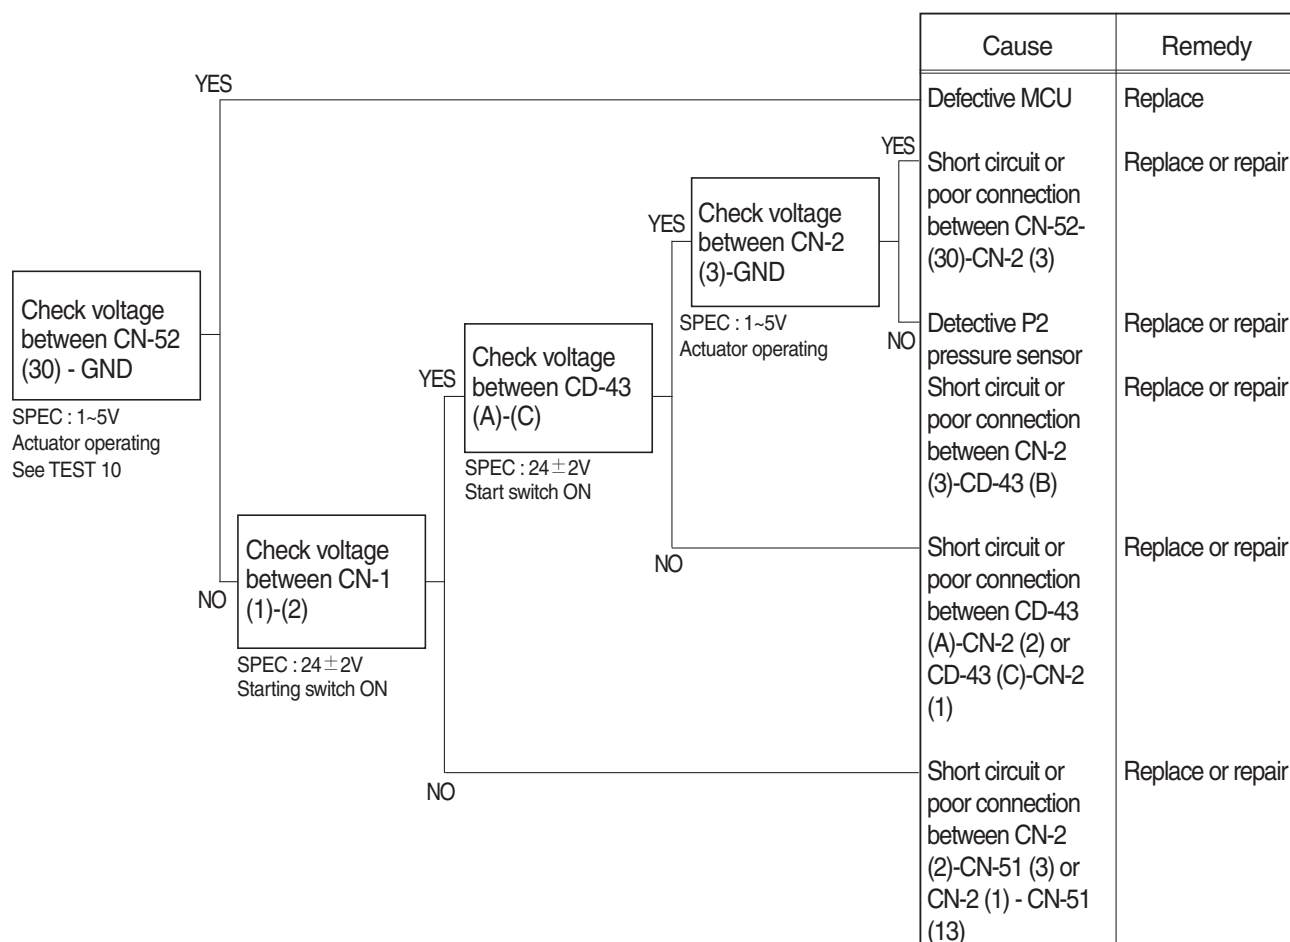 Cause
Remedy
YES
Defective MCU
Replace
YES
Short circuit or
poor connection
between CN-52-
(30)-CN-2 (3)
Replace or repair
YES
Check voltage
between CN-2
(3)-GND
SPEC : 1~5V
Actuator operating
NO
Detective P2
pressure sensor
Replace or repair
Short circuit or
poor connection
between CN-2
(3)-CD-43 (B)
Replace or repair
Check voltage
between CN-52
(30) - GND
SPEC : 1~5V
Actuator operating
See TEST 10
YES
Check voltage
between CD-43
(A)-(C)
SPEC : 24±2V
Start switch ON
NO
Short circuit or
poor connection
between CD-43
(A)-CN-2 (2) or
CD-43 (C)-CN-2
(1)
Replace or repair
NO
Check voltage
between CN-1
(1)-(2)
SPEC : 24±2V
Starting switch ON
NO
Short circuit or
poor connection
between CN-2
(2)-CN-51 (3) or
CN-2 (1) - CN-51
(13)
Replace or repair